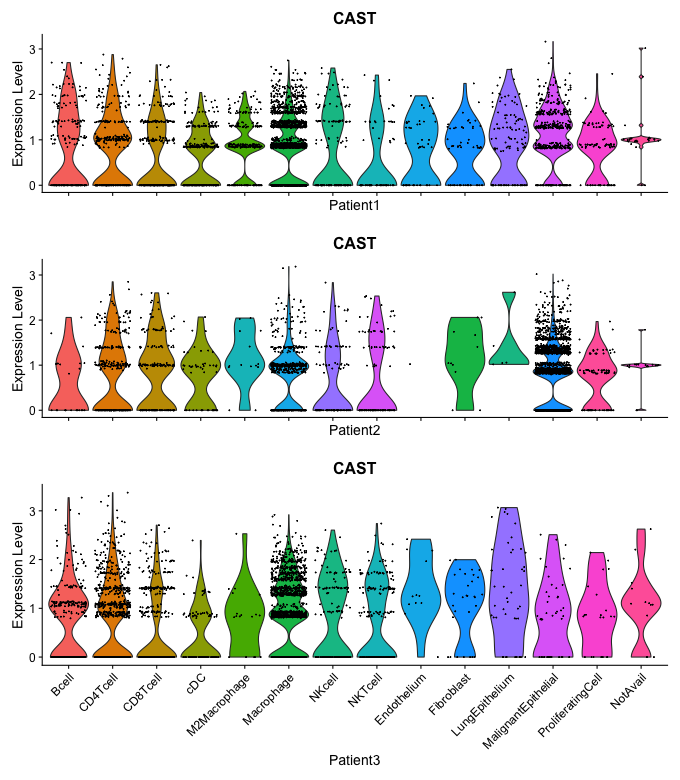 CAST
Expression Level
3
2
1
0
Patient1
CAST
Expression Level
3
2
1
0
Patient2
CAST
Expression Level
3
2
1
0
Bcell
CD4Tcell
CD8Tcell
cDC
M2Macrophage
Macrophage
NKcell
NKTcell
Endothelium
Fibroblast
LungEpithelium
MalignantEpithelial
ProliferatingCell
NotAvail
Patient3